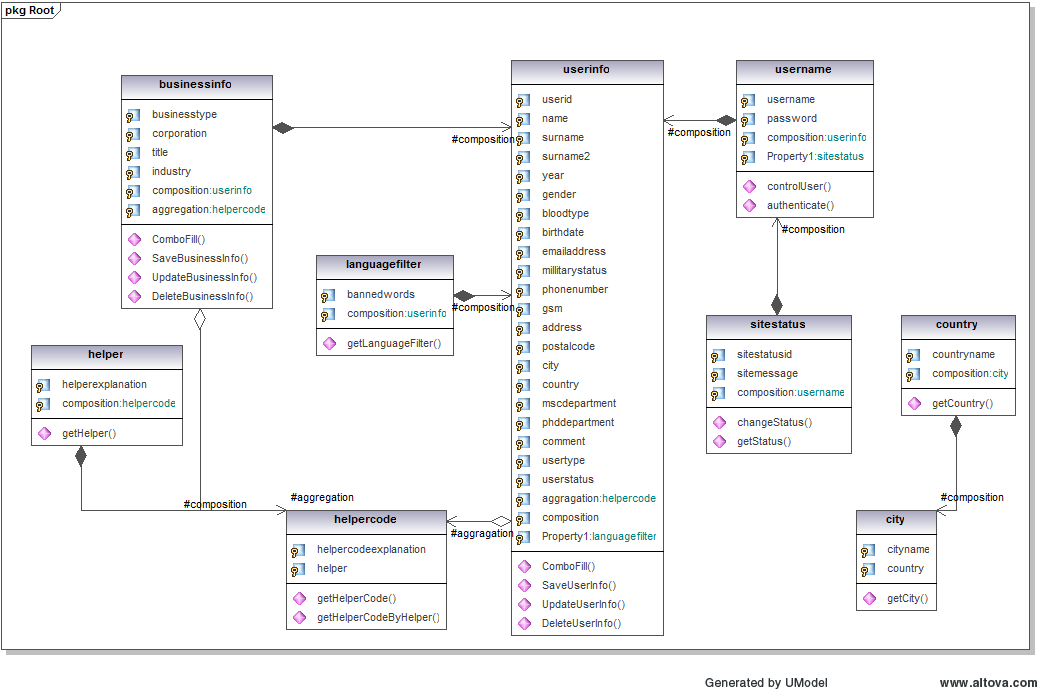 pkg Root
businessinfo
businesstype
corporation
title
industry
composition:userinfo
aggregation:helpercode
ComboFill()
SaveBusinessInfo()
UpdateBusinessInfo()
DeleteBusinessInfo()
#composition
userinfo
userid
name
surname
surname2
year
gender
bloodtype
birthdate
emailaddress
millitarystatus
phonenumber
gsm
address
postalcode
city
country
mscdepartment
phddepartment
comment
usertype
userstatus
aggragation:helpercode
composition
Property1:languagefilter
ComboFill()
SaveUserInfo()
UpdateUserInfo()
DeleteUserInfo()
#composition
username
username
password
composition:userinfo
Property1:sitestatus
controlUser()
authenticate()
#composition
languagefilter
bannedwords
composition:userinfo
getLanguageFilter()
#composition
sitestatus
sitestatusid
sitemessage
composition:username
changeStatus()
getStatus()
country
countryname
composition:city
getCountry()
#composition
helper
helperexplanation
composition:helpercode
getHelper()
#composition
#aggregation
helpercode
helpercodeexplanation
helper
getHelperCode()
getHelperCodeByHelper()
#aggragation
city
cityname
country
getCity()
Generated by UModel
www.altova.com